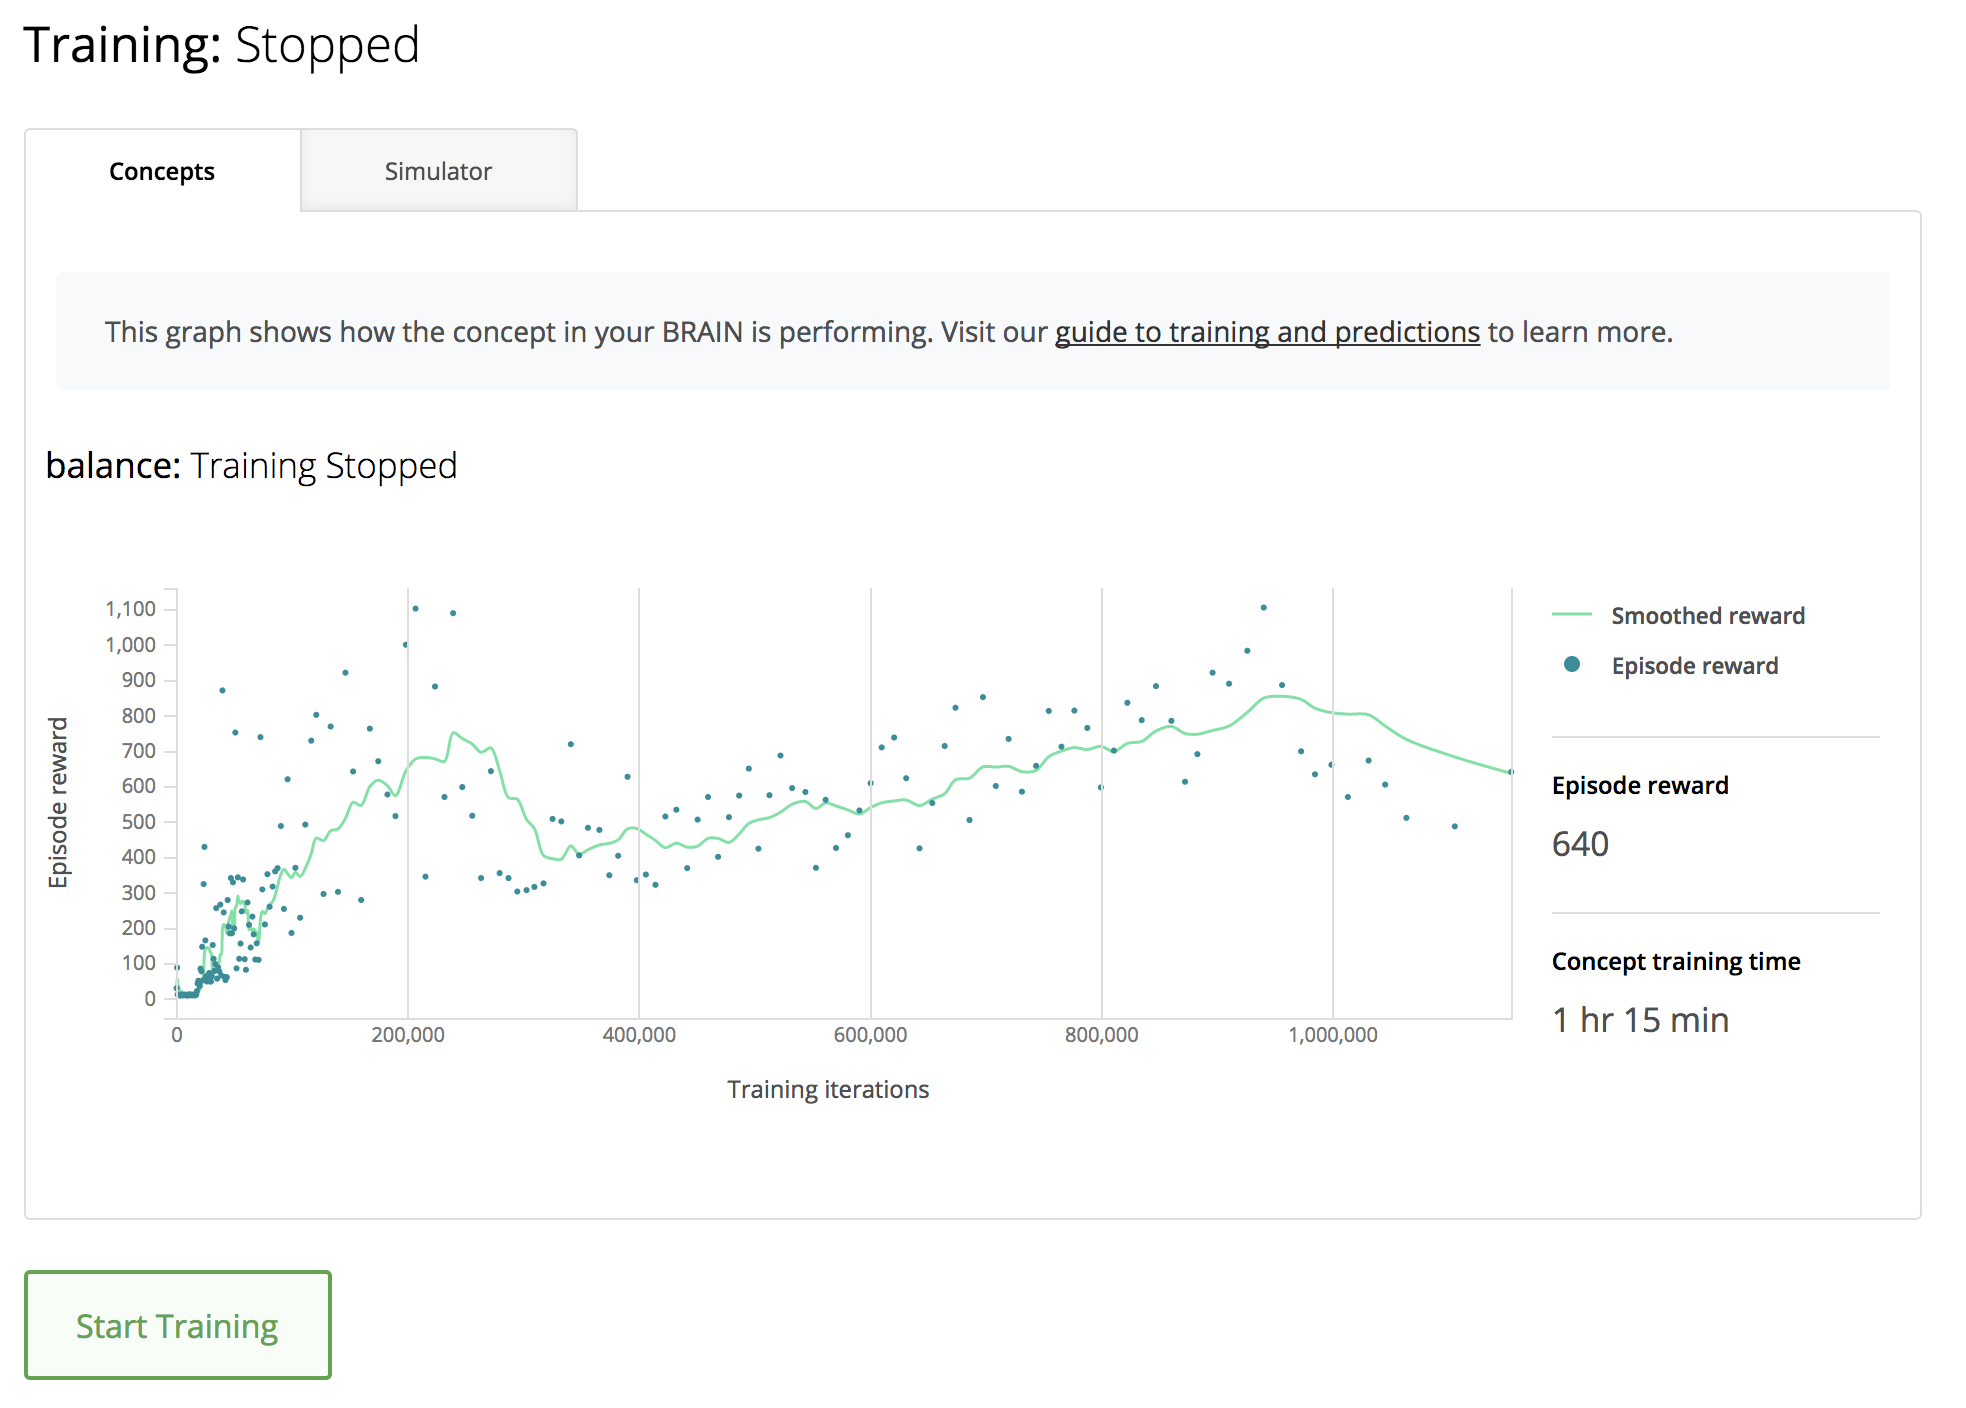 Training: Stopped
Concepts
Simulator
This graph shows how the concept in your BRAIN is performing. Visit our guide to training and predictions to learn more.
balance: Training Stopped
Episode reward
1,100
1,000
900
800
700
600
500
400
300
200
100
0
0
200,000
400,000
600,000
800,000
1,000,000
Training iterations
Smoothed reward
Episode reward
Episode reward
640
Concept training time
1 hr 15 min
Start Training